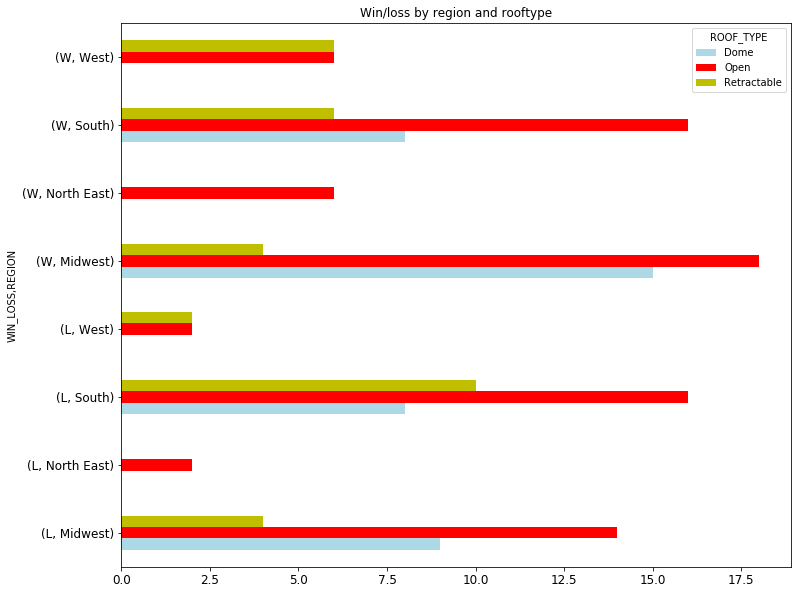 Win/loss by region and rooftype
ROOF_TYPE
Dome
Open
Retractable
(W, West)
(W, South)
(W, North East)
(W, Midwest)
(L, West)
(L, South)
(L, North East)
(L, Midwest)
WIN_LOSS,REGION
0.0 2.5 5.0 7.5 10.0 12.5 15.0 17.5